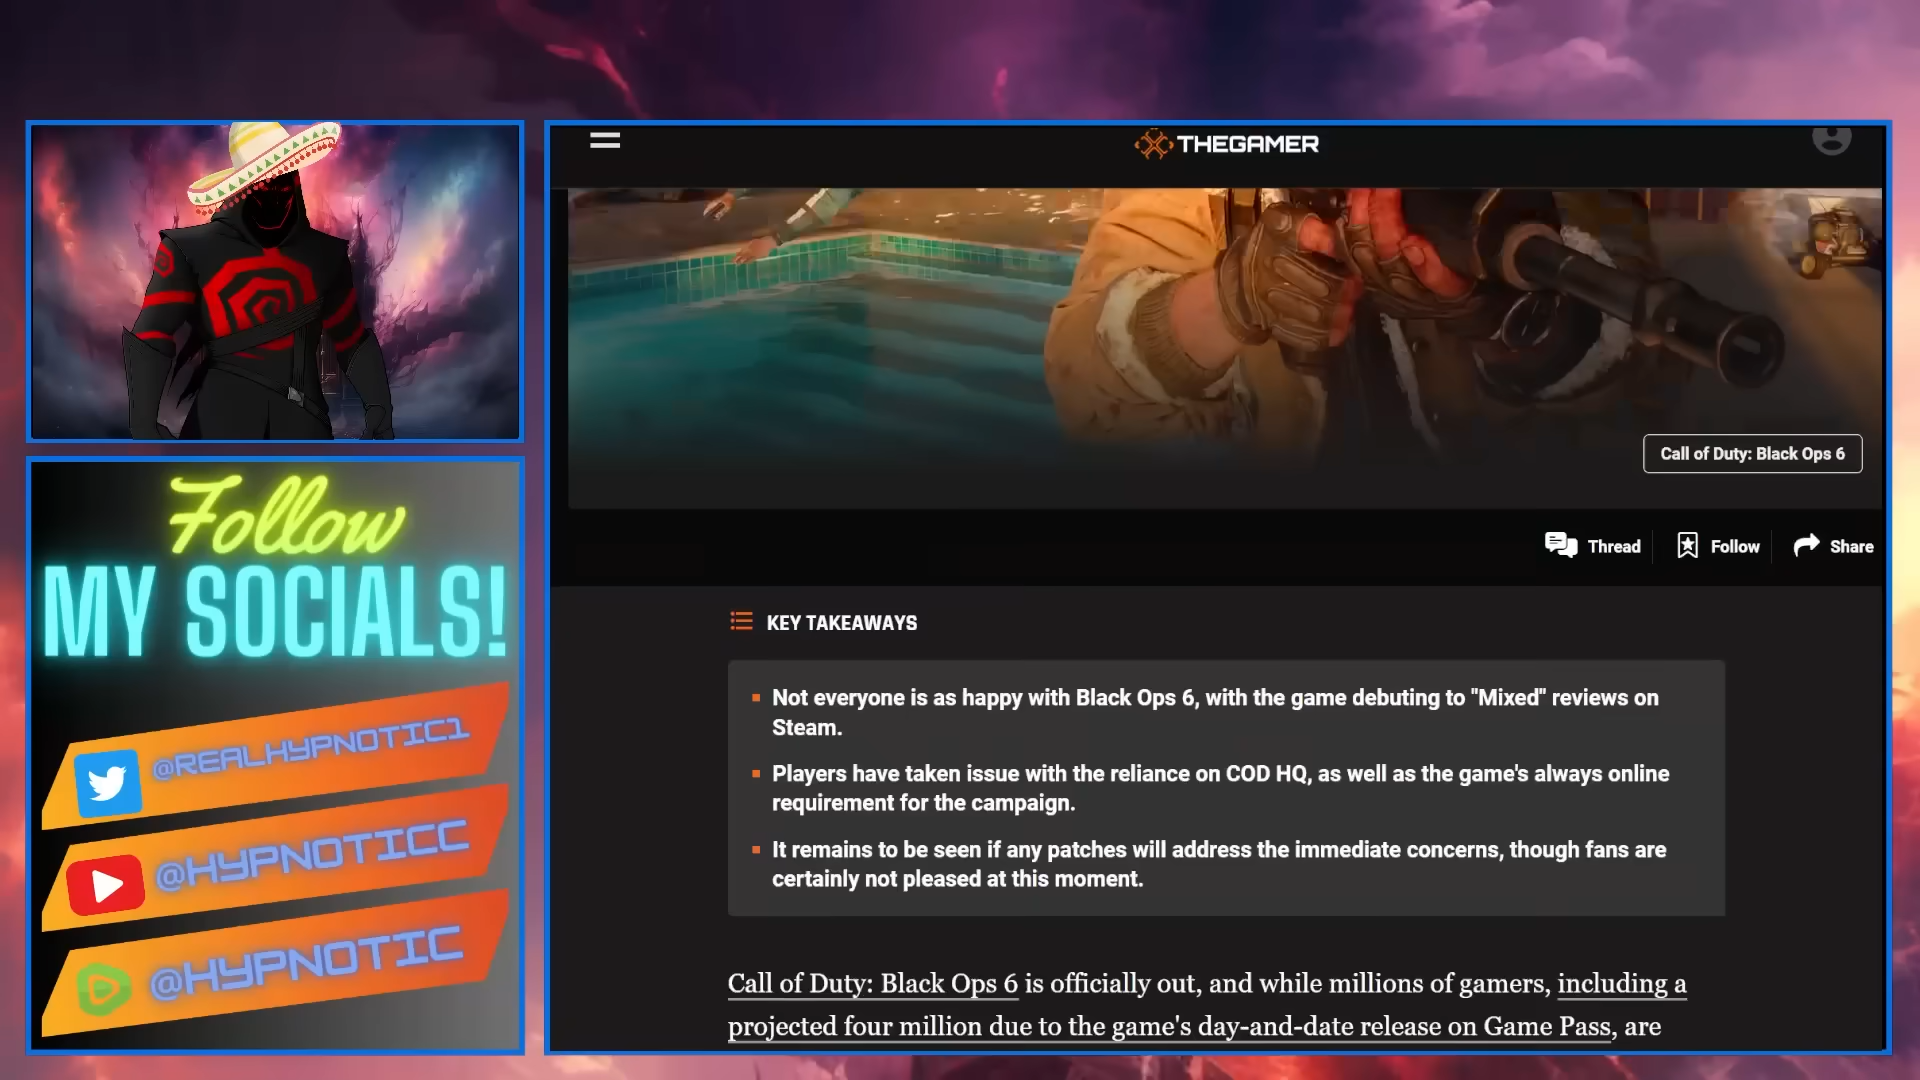 THEGAMER
Call of Duty: Black Ops 6
Thread
Follow
Share
KEY TAKEAWAYS
Not everyone is as happy with Black Ops 6, with the game debuting to "Mixed" reviews on
Steam.
Players have taken issue with the reliance on COD HQ, as well as the game's always online
requirement for the campaign.
It remains to be seen if any patches will address the immediate concerns, though fans are
certainly not pleased at this moment.
Call of Duty: Black Ops 6 is officially out, and while millions of gamers, including a
projected four million due to the game's day-and-date release on Game Pass, are
Follow
MY SOCIALS!
@REALHYPNOTIC1
@HYPNOTICC
@HYPNOTIC